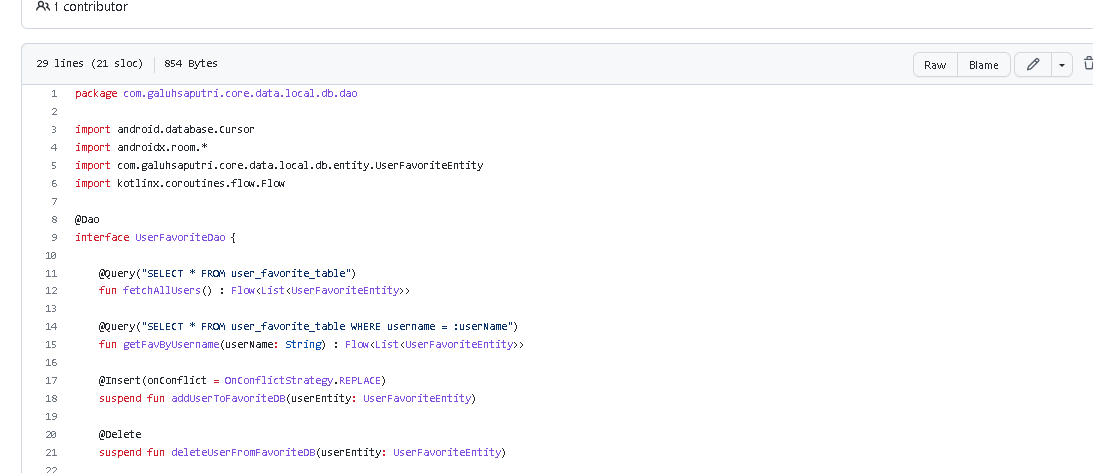 1 contributor
29 lines (21 sloc) 854 Bytes Raw Blame
1 package com.galuhsaputri.core.data.local.db.dao
2
3 import android.database.Cursor
4 import androidx.room.*
5 import com.galuhsaputri.core.data.local.db.entity.UserFavoriteEntity
6 import kotlinx.coroutines.flow.Flow
7
8 @Dao
9 interface UserFavoriteDao {
10
11 @Query("SELECT * FROM user_favorite_table")
12 fun fetchAllUsers() : Flow<List<UserFavoriteEntity>>
13
14 @Query("SELECT * FROM user_favorite_table WHERE username = :userName")
15 fun getFavByUsername(userName: String) : Flow<List<UserFavoriteEntity>>
16
17 @Insert(onConflict = OnConflictStrategy.REPLACE)
18 suspend fun addUserToFavoriteDB(userEntity: UserFavoriteEntity)
19
20 @Delete
21 suspend fun deleteUserFromFavoriteDB(userEntity: UserFavoriteEntity)
22